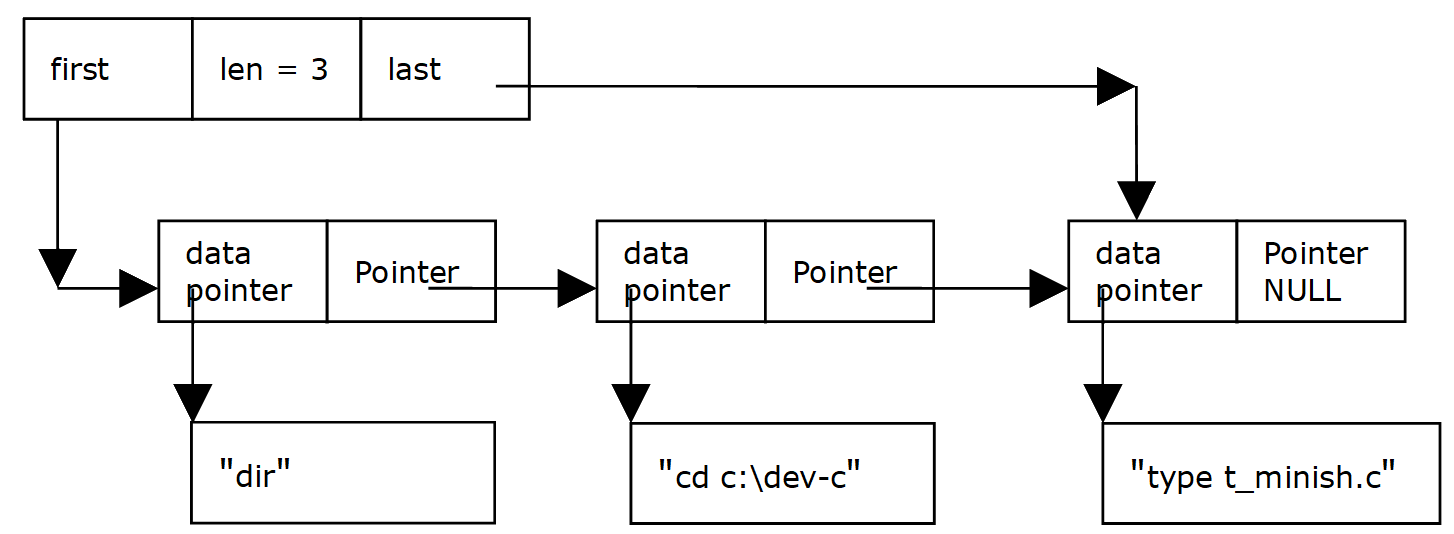 first
len = 3
last
data
pointer
Pointer
data
pointer
Pointer
data
pointer
Pointer
NULL
"dir"
"cd c:\dev-c"
"type t_minish.c"